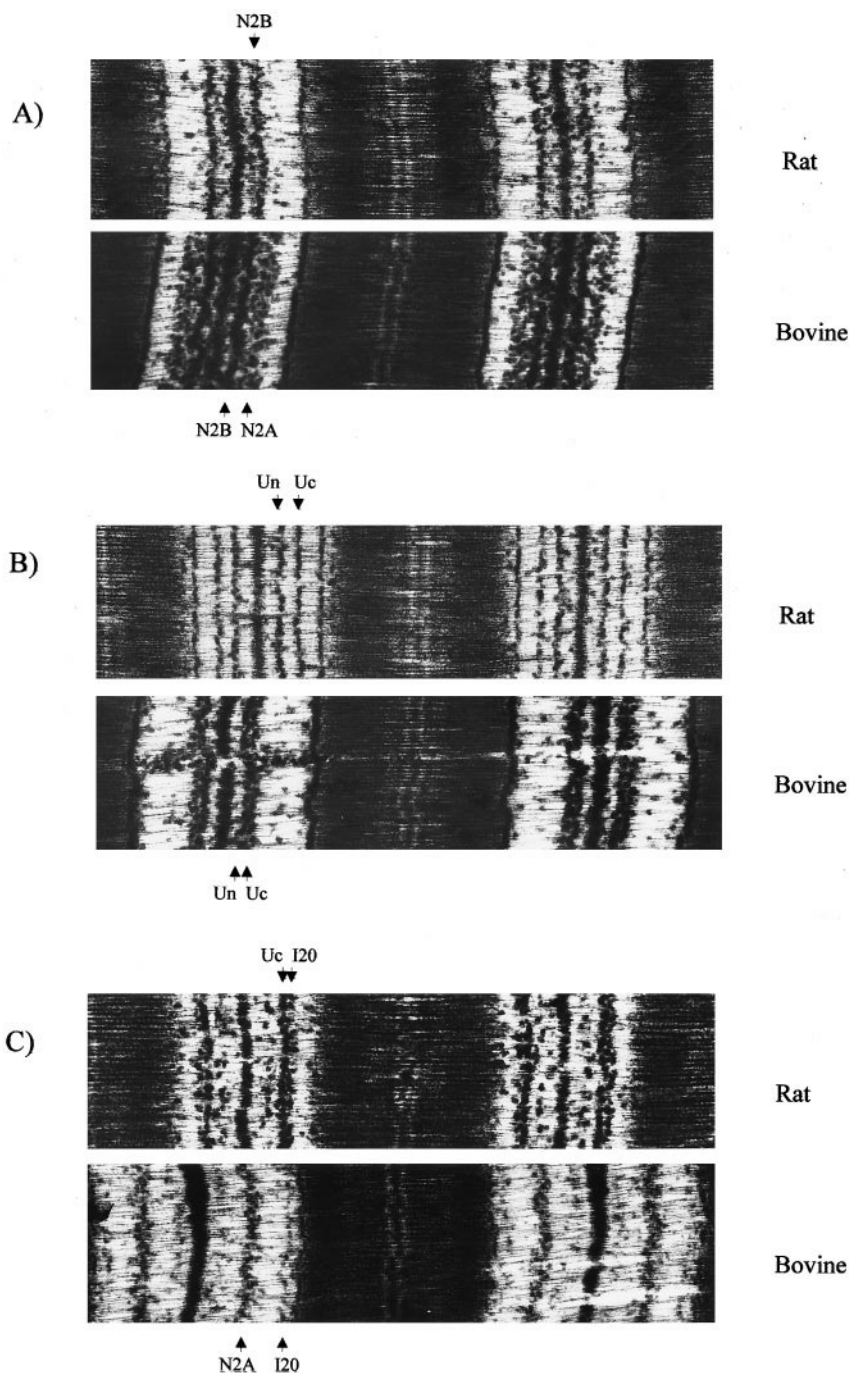 N2B
A)
Rat
Bovine
N2B N2A
Un Uc
B)
Rat
Bovine
Un Uc
Uc I20
C)
Rat
Bovine
N2A I20